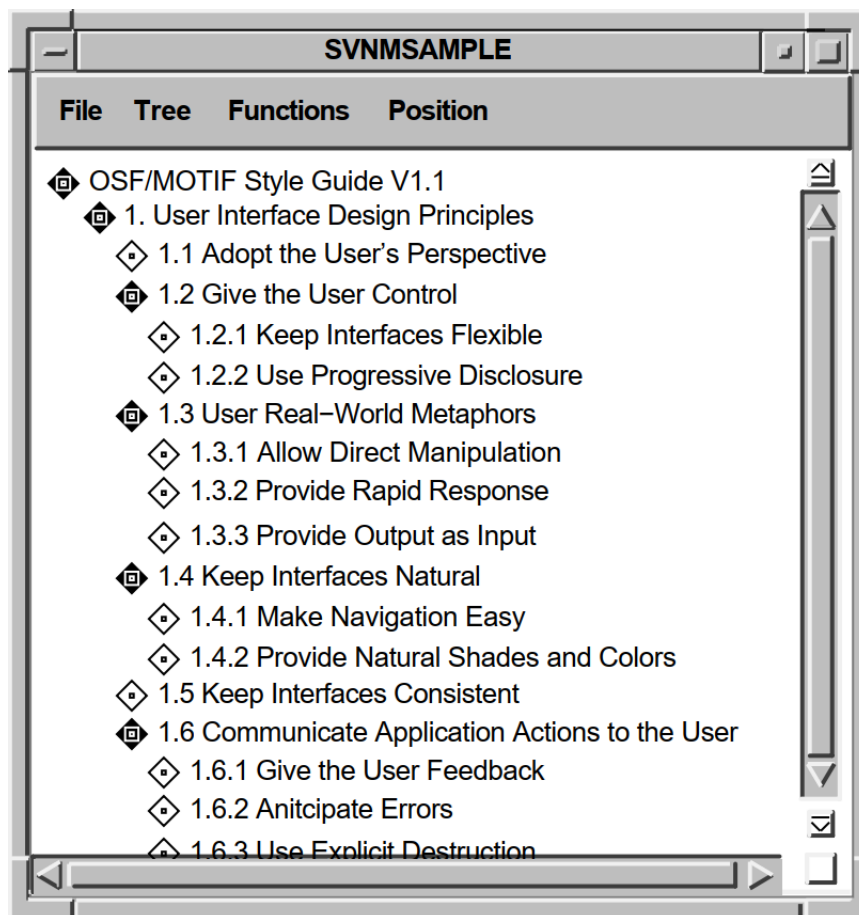 SVNMSAMPLE
File Tree Functions Position
OSF/MOTIF Style Guide V1.1
1. User Interface Design Principles
1.1 Adopt the User's Perspective
1.2 Give the User Control
1.2.1 Keep Interfaces Flexible
1.2.2 Use Progressive Disclosure
1.3 User Real−World Metaphors
1.3.1 Allow Direct Manipulation
1.3.2 Provide Rapid Response
1.3.3 Provide Output as Input
1.4 Keep Interfaces Natural
1.4.1 Make Navigation Easy
1.4.2 Provide Natural Shades and Colors
1.5 Keep Interfaces Consistent
1.6 Communicate Application Actions to the User
1.6.1 Give the User Feedback
1.6.2 Anitcipate Errors
1.6.3 Use Explicit Destruction